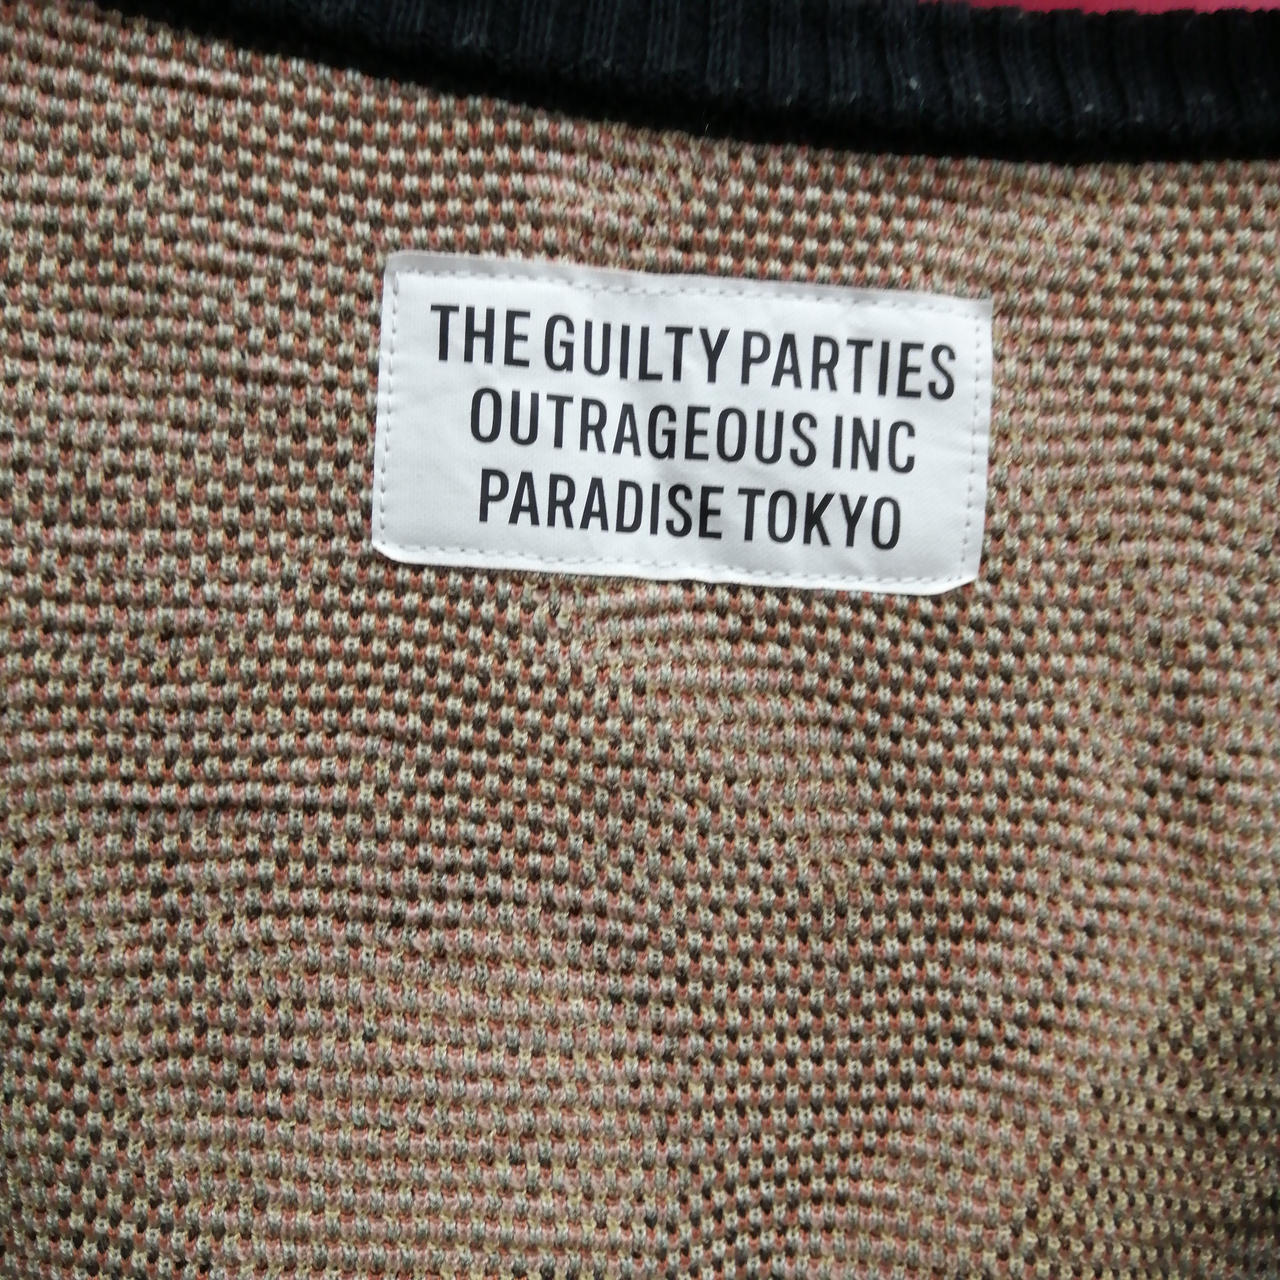 THE GUILTY PARTIES
OUTRAGEOUS INC
PARADISE TOKYO